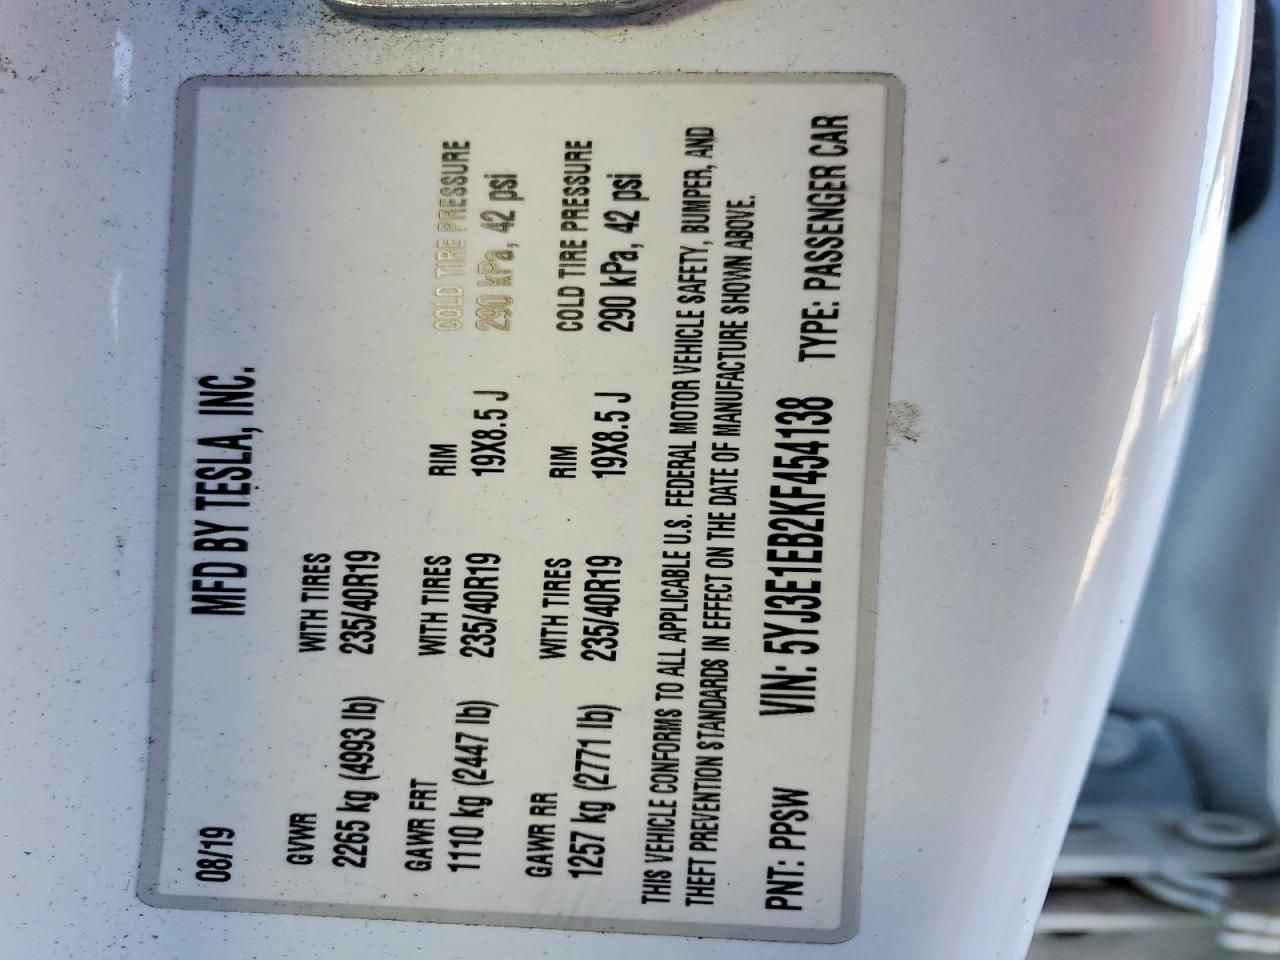 08/19 MFD BY TESLA, INC.
GVWR WITH TIRES
2265 kg (4993 lb) 235/40R19
GAWR FRT WITH TIRES RIM COLD TIRE PRESSURE
1110 kg (2447 lb) 235/40R19 19X8.5 J 290 kPa, 42 psi
GAWR RR WITH TIRES RIM COLD TIRE PRESSURE
1257 kg (2771 lb) 235/40R19 19X8.5 J 290 kPa, 42 psi
THIS VEHICLE CONFORMS TO ALL APPLICABLE U.S. FEDERAL MOTOR VEHICLE SAFETY, BUMPER, AND
THEFT PREVENTION STANDARDS IN EFFECT ON THE DATE OF MANUFACTURE SHOWN ABOVE.
PNT: PPSW VIN: 5YJ3E1EB2KF454138 TYPE: PASSENGER CAR